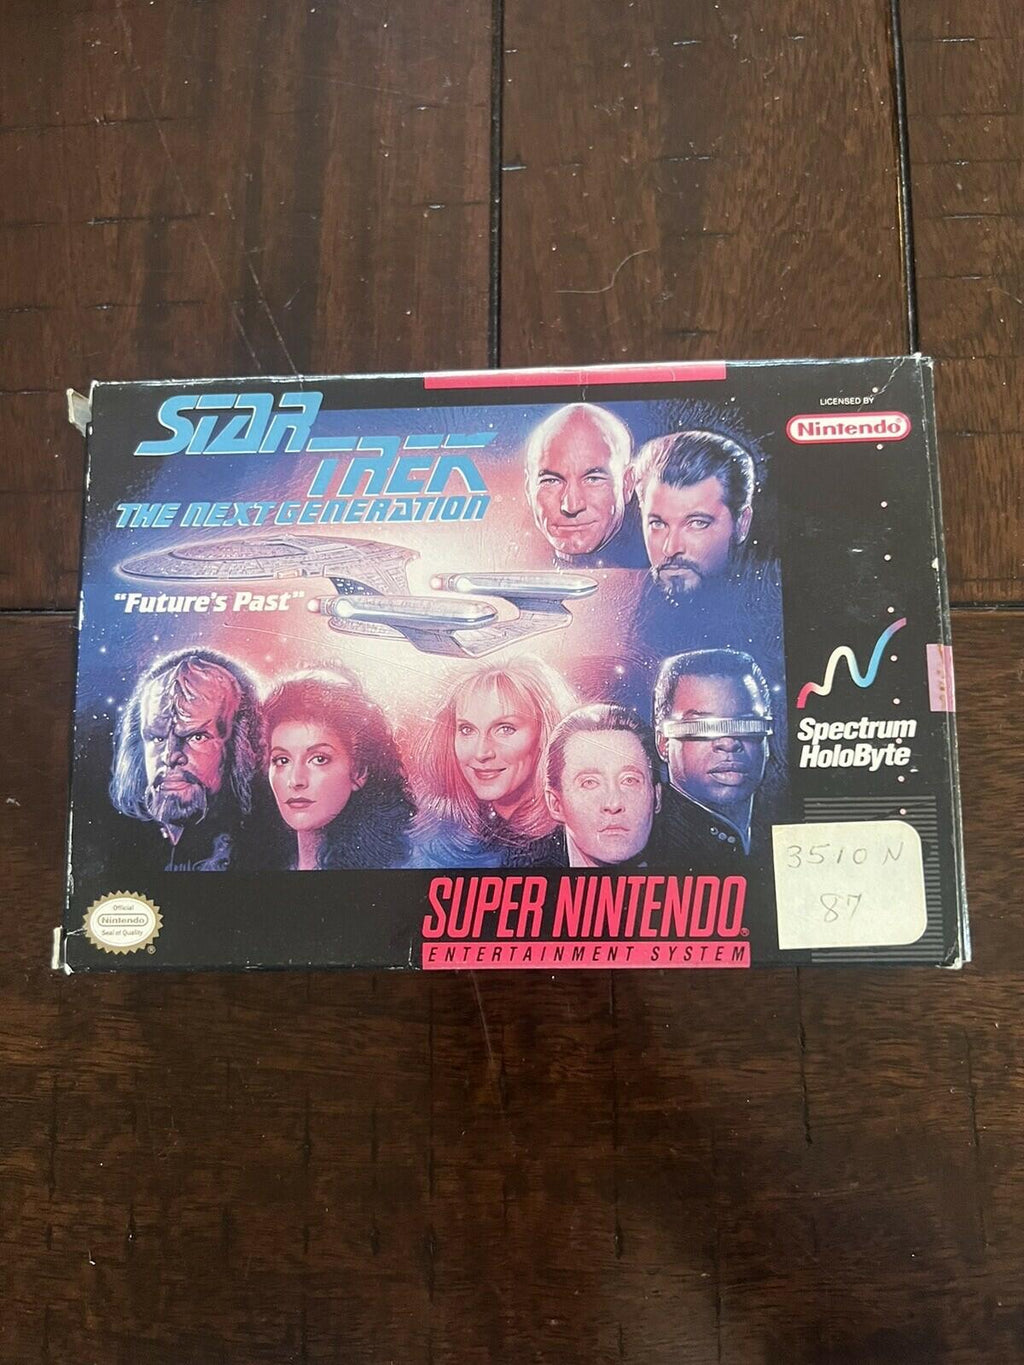 STAR
TREK
THE NEXT GENERATION
"Future's Past"
LICENSED BY
Nintendo
Spectrum
HoloByte
3510 N
87
Official
Nintendo
Seal of Quality
SUPER NINTENDO
ENTERTAINMENT SYSTEM